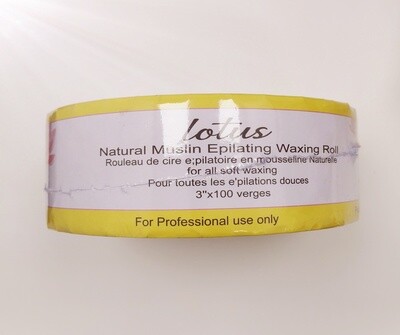 lotus
Natural Muslin Epilating Waxing Roll
Rouleau de cire e;pilatoire en mousseline Naturelle
for all soft waxing
Pour toutes les e'pilations douces
3"x100 verges
For Professional use only